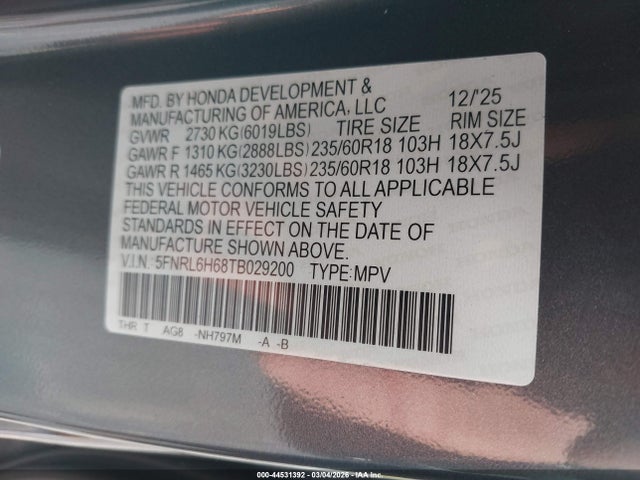 MFD. BY HONDA DEVELOPMENT &
MANUFACTURING OF AMERICA, LLC 12/'25
GVWR 2730 KG(6019LBS) TIRE SIZE RIM SIZE
GAWR F 1310 KG(2888LBS) 235/60R18 103H 18X7.5J
GAWR R 1465 KG(3230LBS) 235/60R18 103H 18X7.5J
THIS VEHICLE CONFORMS TO ALL APPLICABLE
FEDERAL MOTOR VEHICLE SAFETY
STANDARDS IN EFFECT ON THE DATE OF
MANUFACTURE SHOWN ABOVE.
V.I.N. 5FNRL6H68TB029200 TYPE: MPV
THR T AG8 -NH797M -A -B
000-44531392 - 03/04/2026 - IAA Inc.